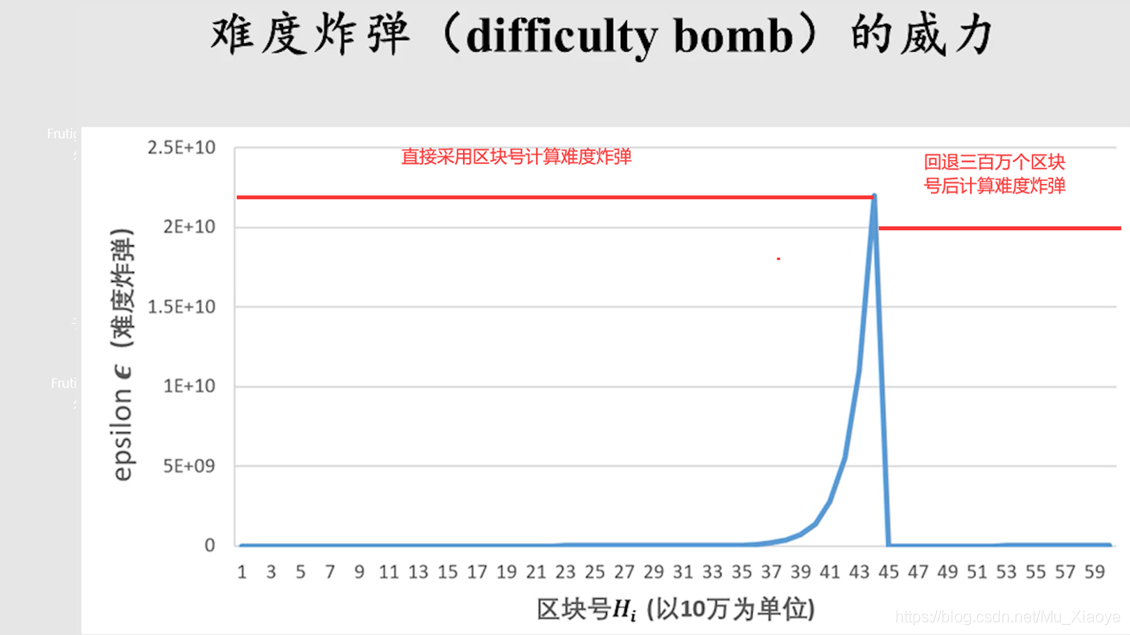 难度炸弹（difficulty bomb）的威力
直接采用区块号计算难度炸弹
回退三百万个区块
号后计算难度炸弹
2.5E+10
2E+10
1.5E+10
1E+10
5E+09
0
epsilon ϵ (难度炸弹)
1 3 5 7 9 11 13 15 17 19 21 23 25 27 29 31 33 35 37 39 41 43 45 47 49 51 53 55 57 59
区块号Hi (以10万为单位)
https://blog.csdn.net/Mu_Xiaoye